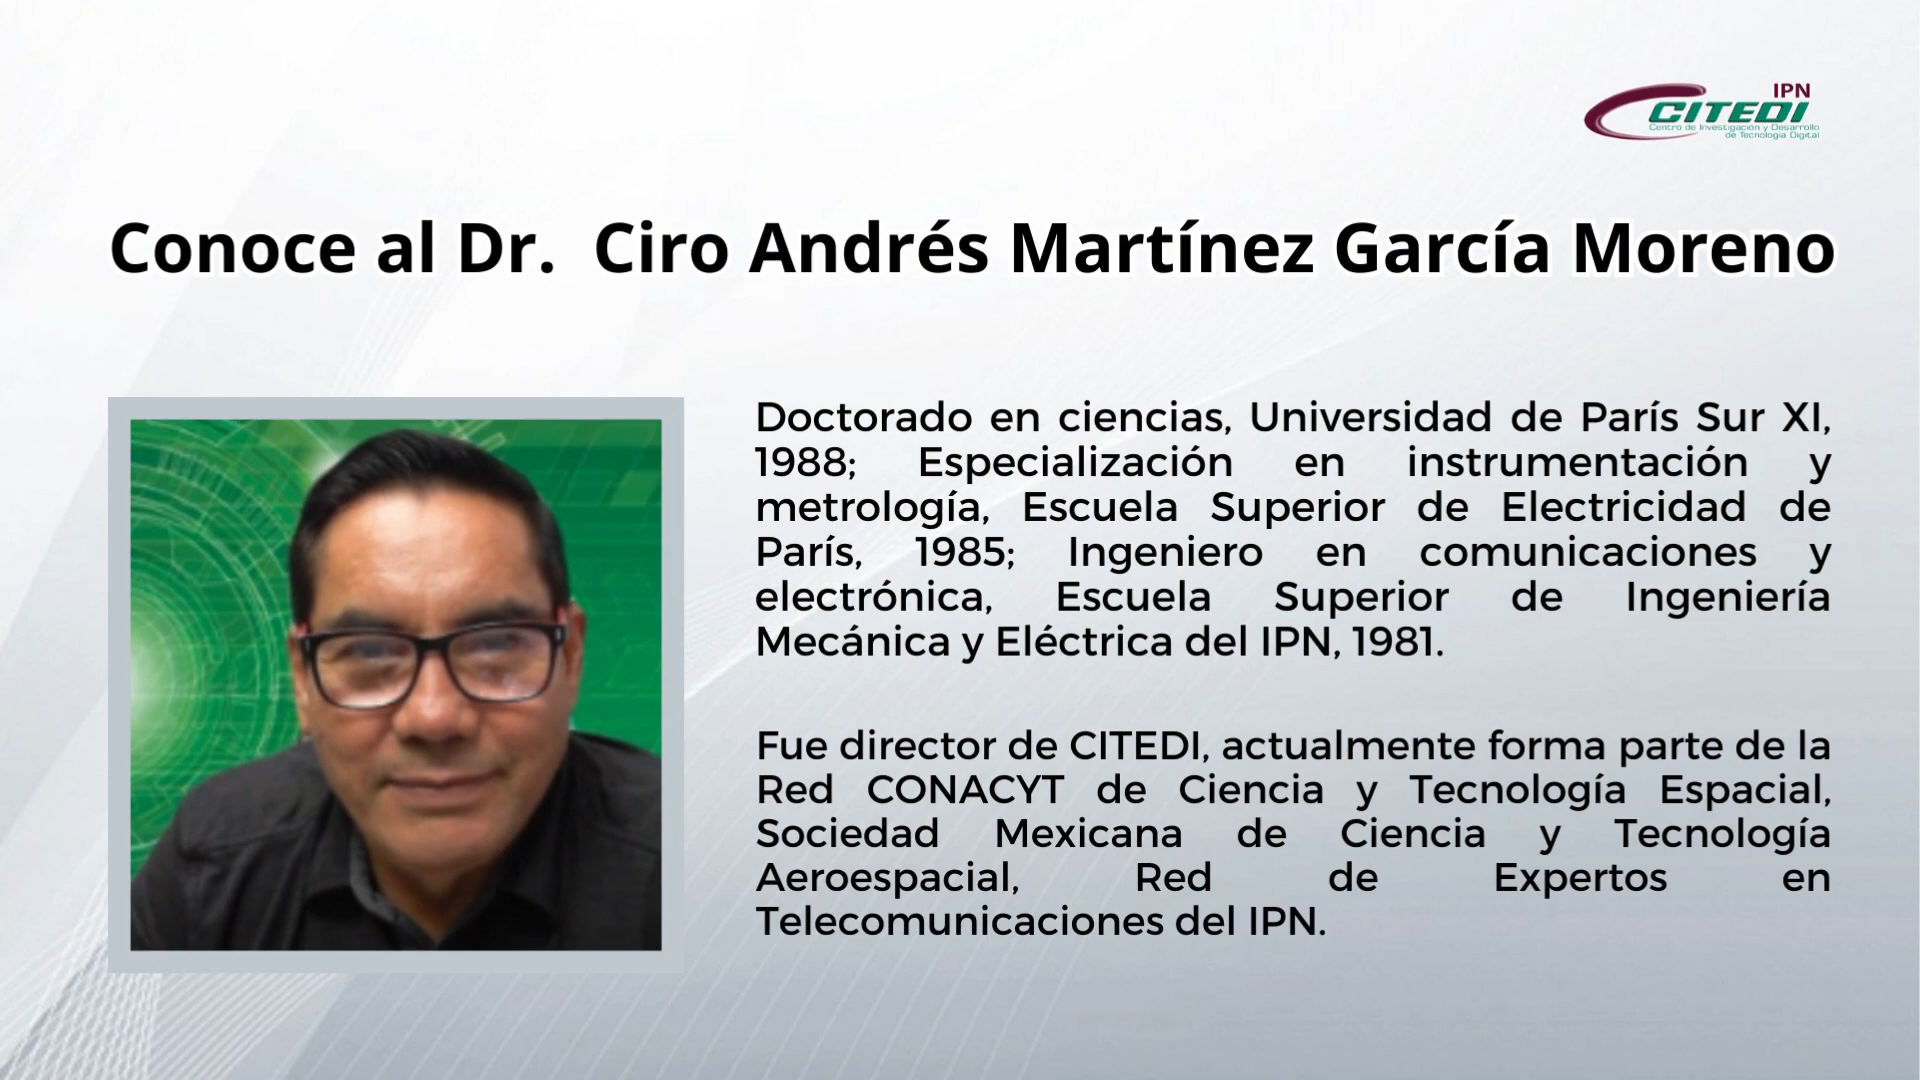 IPN
CITEDI
Centro de Investigación y Desarrollo
de Tecnología Digital
Conoce al Dr. Ciro Andrés Martínez García Moreno
Doctorado en ciencias, Universidad de París Sur XI,
1988; Especialización en instrumentación y
metrología, Escuela Superior de Electricidad de
París, 1985; Ingeniero en comunicaciones y
electrónica, Escuela Superior de Ingeniería
Mecánica y Eléctrica del IPN, 1981.
Fue director de CITEDI, actualmente forma parte de la
Red CONACYT de Ciencia y Tecnología Espacial,
Sociedad Mexicana de Ciencia y Tecnología
Aeroespacial, Red de Expertos en
Telecomunicaciones del IPN.